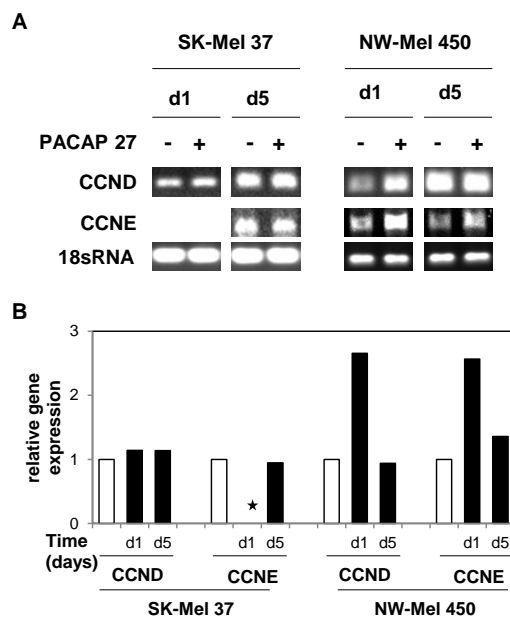 A
SK-Mel 37 NW-Mel 450
d1 d5 d1 d5
PACAP 27 - + - + - + - +
CCND
CCNE
18sRNA
B
relative gene
expression
3
2
1
0
Time
(days)
d1 d5 d1 d5 d1 d5 d1 d5
CCND CCNE CCND CCNE
SK-Mel 37 NW-Mel 450